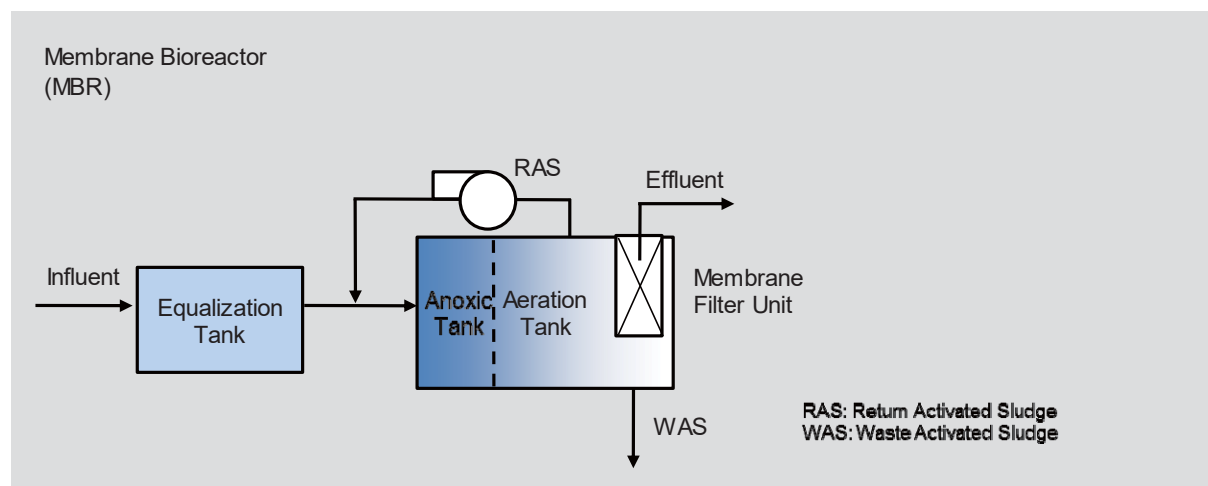 Membrane Bioreactor
(MBR)
RAS
Effluent
Influent
Equalization
Tank
Anoxic
Tank
Aeration
Tank
Membrane
Filter Unit
WAS
RAS: Return Activated Sludge
WAS: Waste Activated Sludge